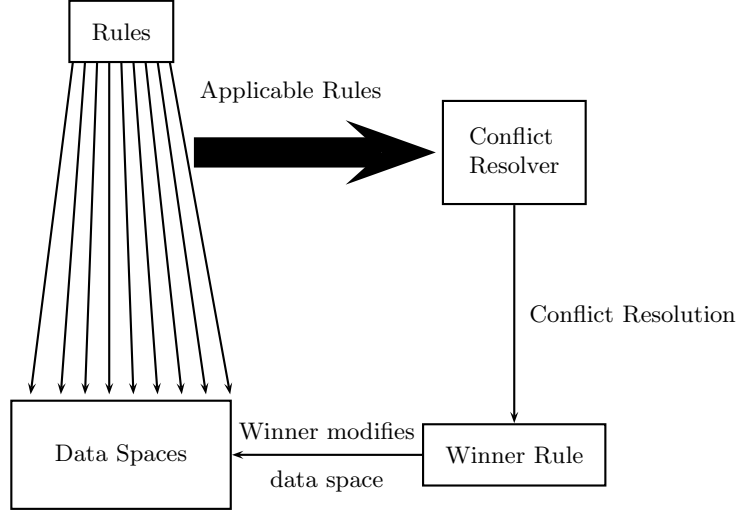 Rules
Applicable Rules
Conflict
Resolver
Conflict Resolution
Winner modifies
Data Spaces
Winner Rule
data space